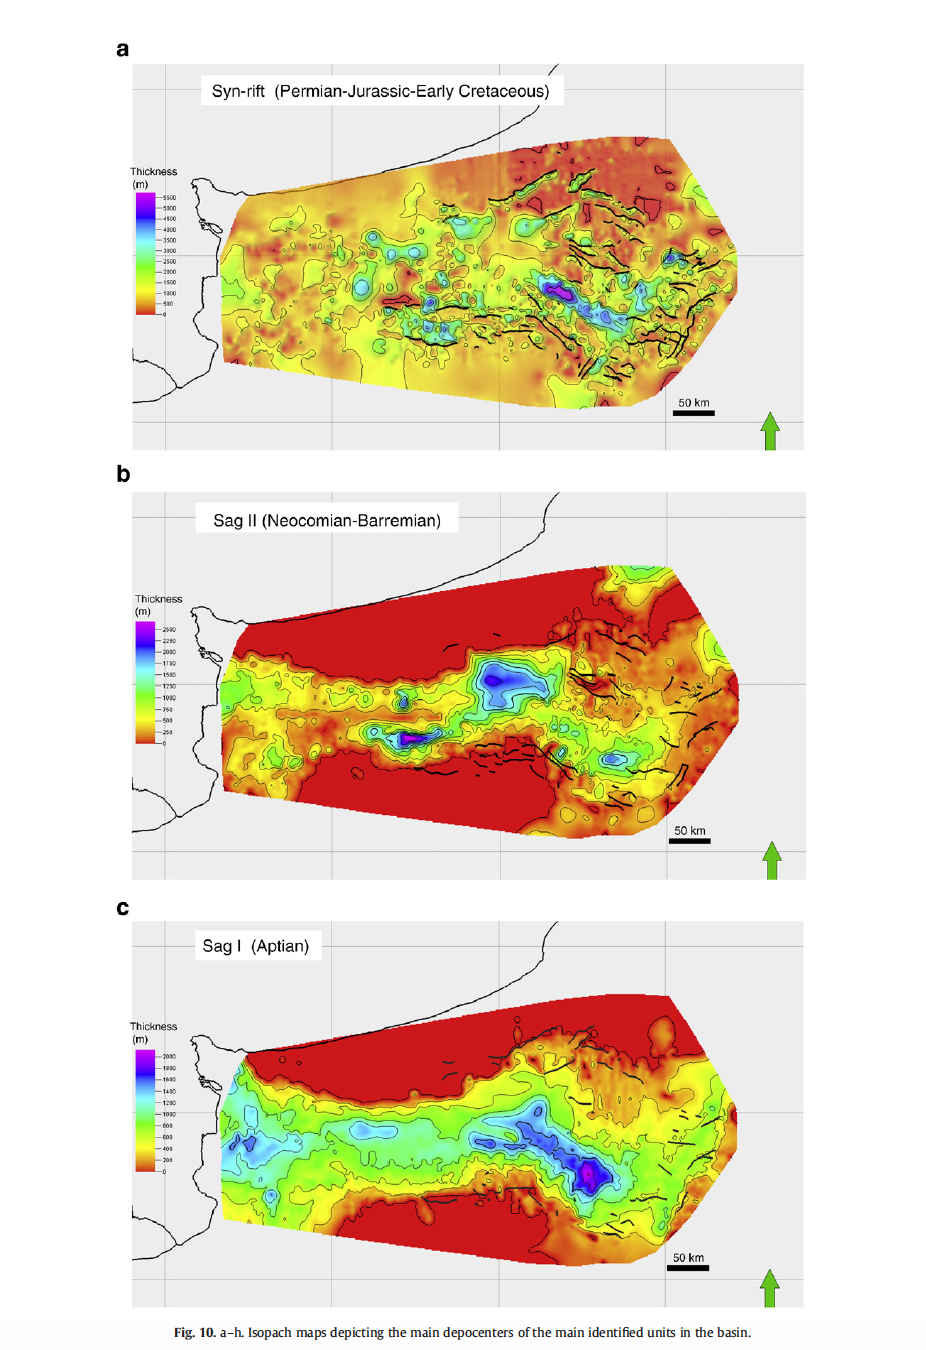 a
Syn-rift (Permian-Jurassic-Early Cretaceous)
Thickness
(m)
5500
5000
4500
4000
3500
3000
2500
2000
1500
1000
500
0
50 km
b
Sag II (Neocomian-Barremian)
Thickness
(m)
2500
2250
2000
1750
1500
1250
1000
750
500
250
0
50 km
c
Sag I (Aptian)
Thickness
(m)
2000
1800
1600
1400
1200
1000
800
600
400
200
0
50 km
Fig. 10. a–h. Isopach maps depicting the main depocenters of the main identified units in the basin.